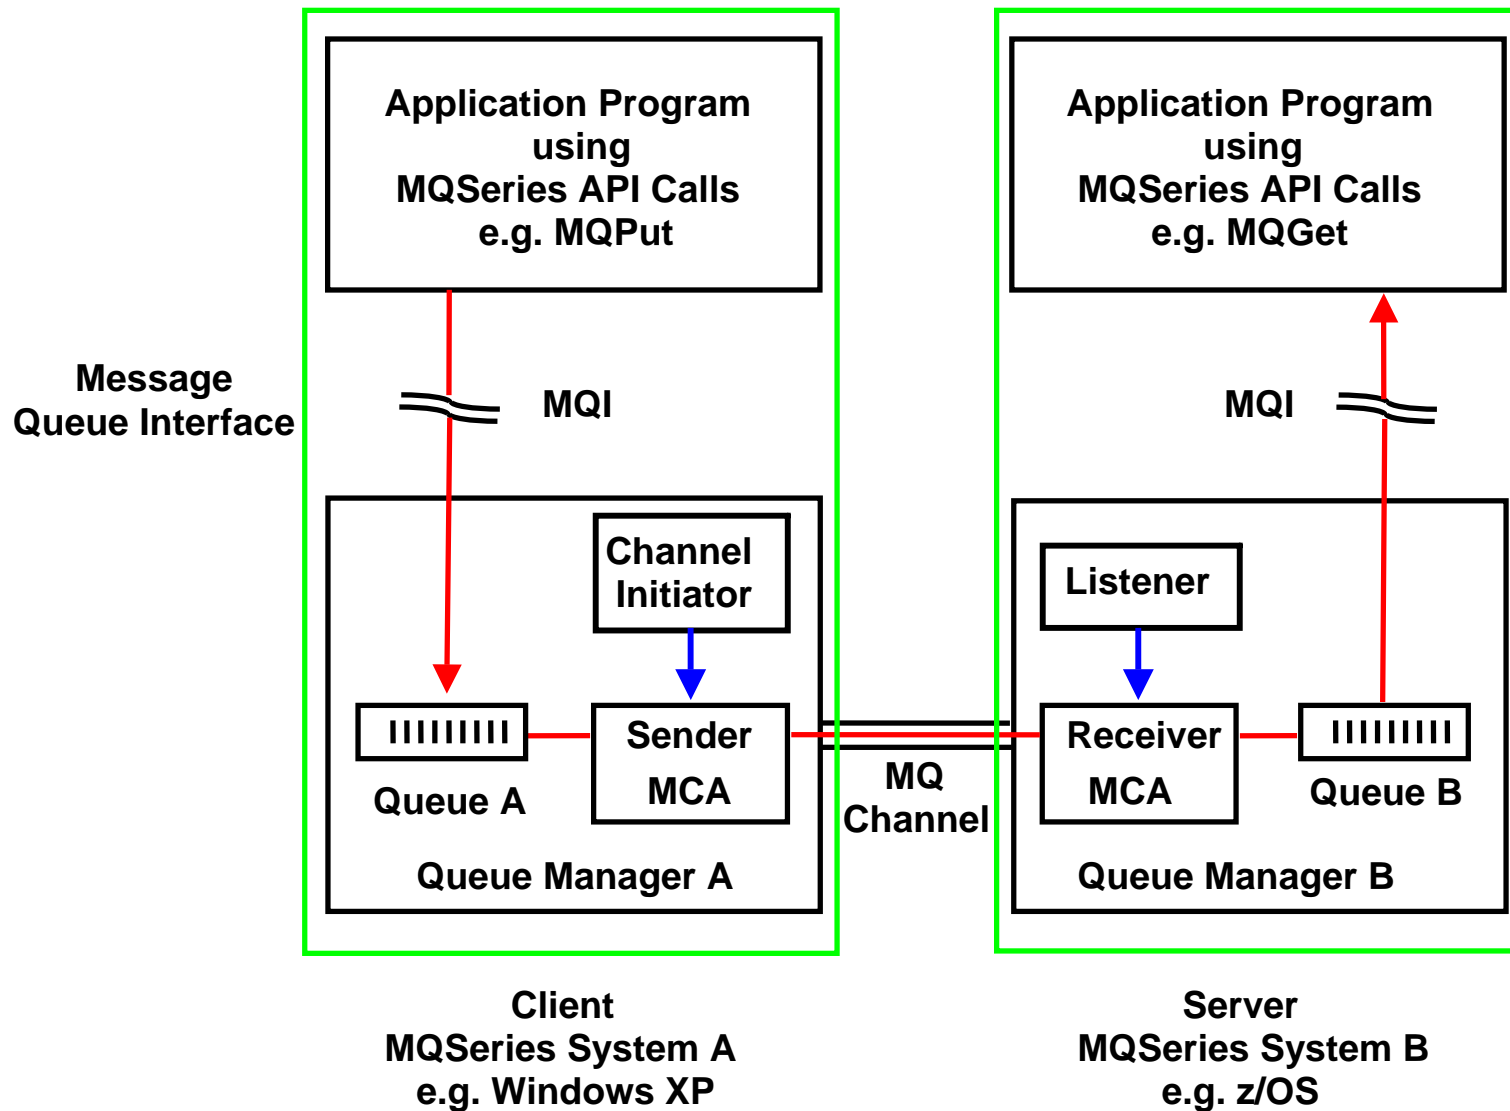 Application Program
using
MQSeries API Calls
e.g. MQPut
Application Program
using
MQSeries API Calls
e.g. MQGet
Message
Queue Interface
MQI
MQI
Channel
Initiator
Listener
Sender
MCA
Receiver
MCA
Queue A
MQ
Channel
Queue B
Queue Manager A
Queue Manager B
Client
MQSeries System A
e.g. Windows XP
Server
MQSeries System B
e.g. z/OS